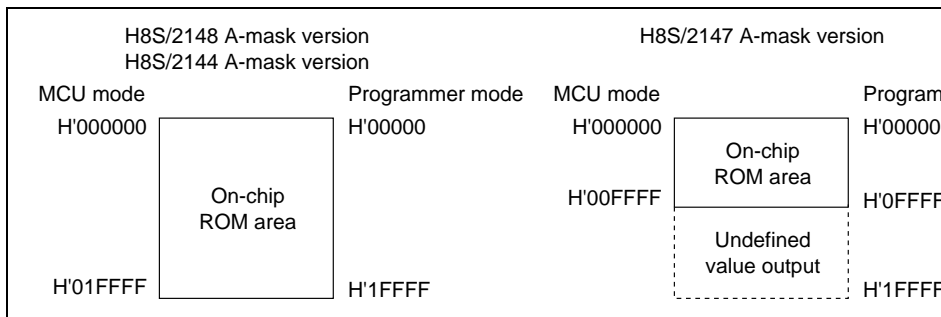 H8S/2148 A-mask version
H8S/2144 A-mask version
MCU mode
Programmer mode
H'000000
H'00000
On-chip
ROM area
H'01FFFF
H'1FFFF
H8S/2147 A-mask version
MCU mode
Program
H'000000
H'00000
On-chip
ROM area
H'00FFFF
H'0FFFF
Undefined
value output
H'1FFFF